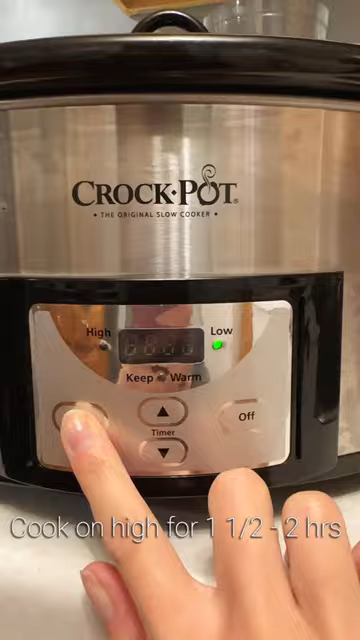 CROCK·POT®
• THE ORIGINAL SLOW COOKER •
High
Low
Keep Warm
Timer
Off
Cook on high for 1 1/2 - 2 hrs